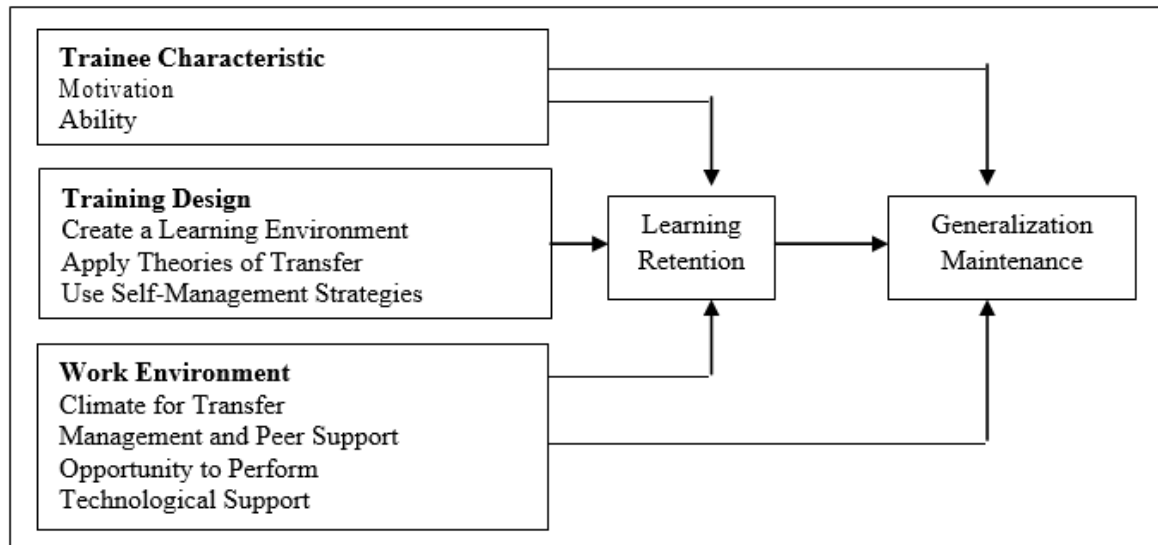 Trainee Characteristic
Motivation
Ability
Training Design
Create a Learning Environment
Apply Theories of Transfer
Use Self-Management Strategies
Work Environment
Climate for Transfer
Management and Peer Support
Opportunity to Perform
Technological Support
Learning
Retention
Generalization
Maintenance